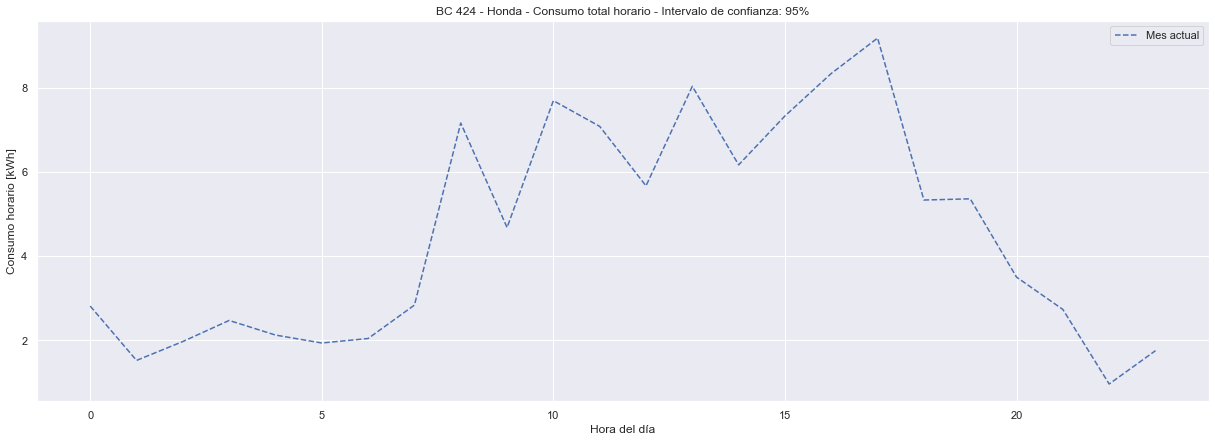 BC 424 - Honda - Consumo total horario - Intervalo de confianza: 95%
Mes actual
Consumo horario [kWh]
8
6
4
2
0 5 10 15 20
Hora del día